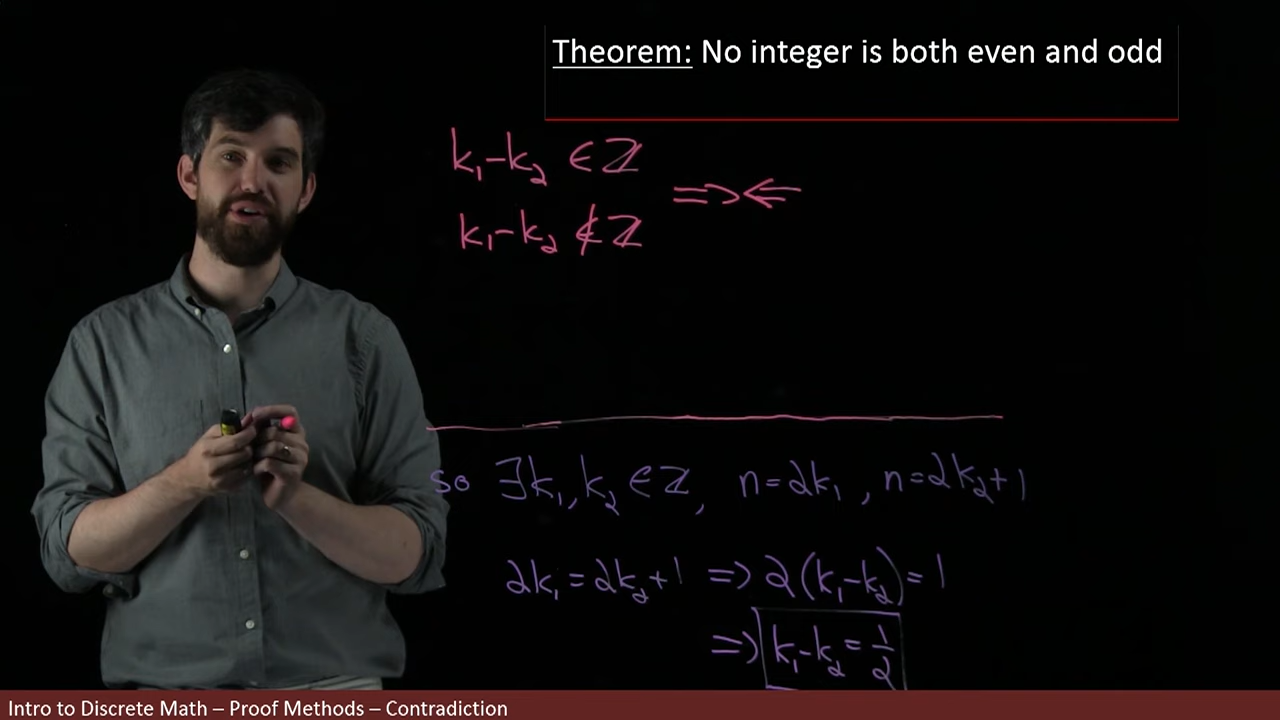 Theorem: No integer is both even and odd
k₁-k₂ ∈ ℤ
⇒⇐
k₁-k₂ ∉ ℤ
so ∃k₁, k₂ ∈ ℤ, n=2k₁, n=2k₂+1
2k₁=2k₂+1 ⇒ 2(k₁-k₂)=1
⇒ k₁-k₂=½
Intro to Discrete Math – Proof Methods – Contradiction